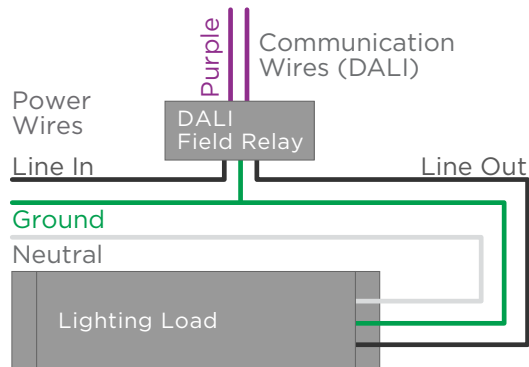 Purple
Communication
Wires (DALI)
Power
Wires
DALI
Field Relay
Line In
Line Out
Ground
Neutral
Lighting Load